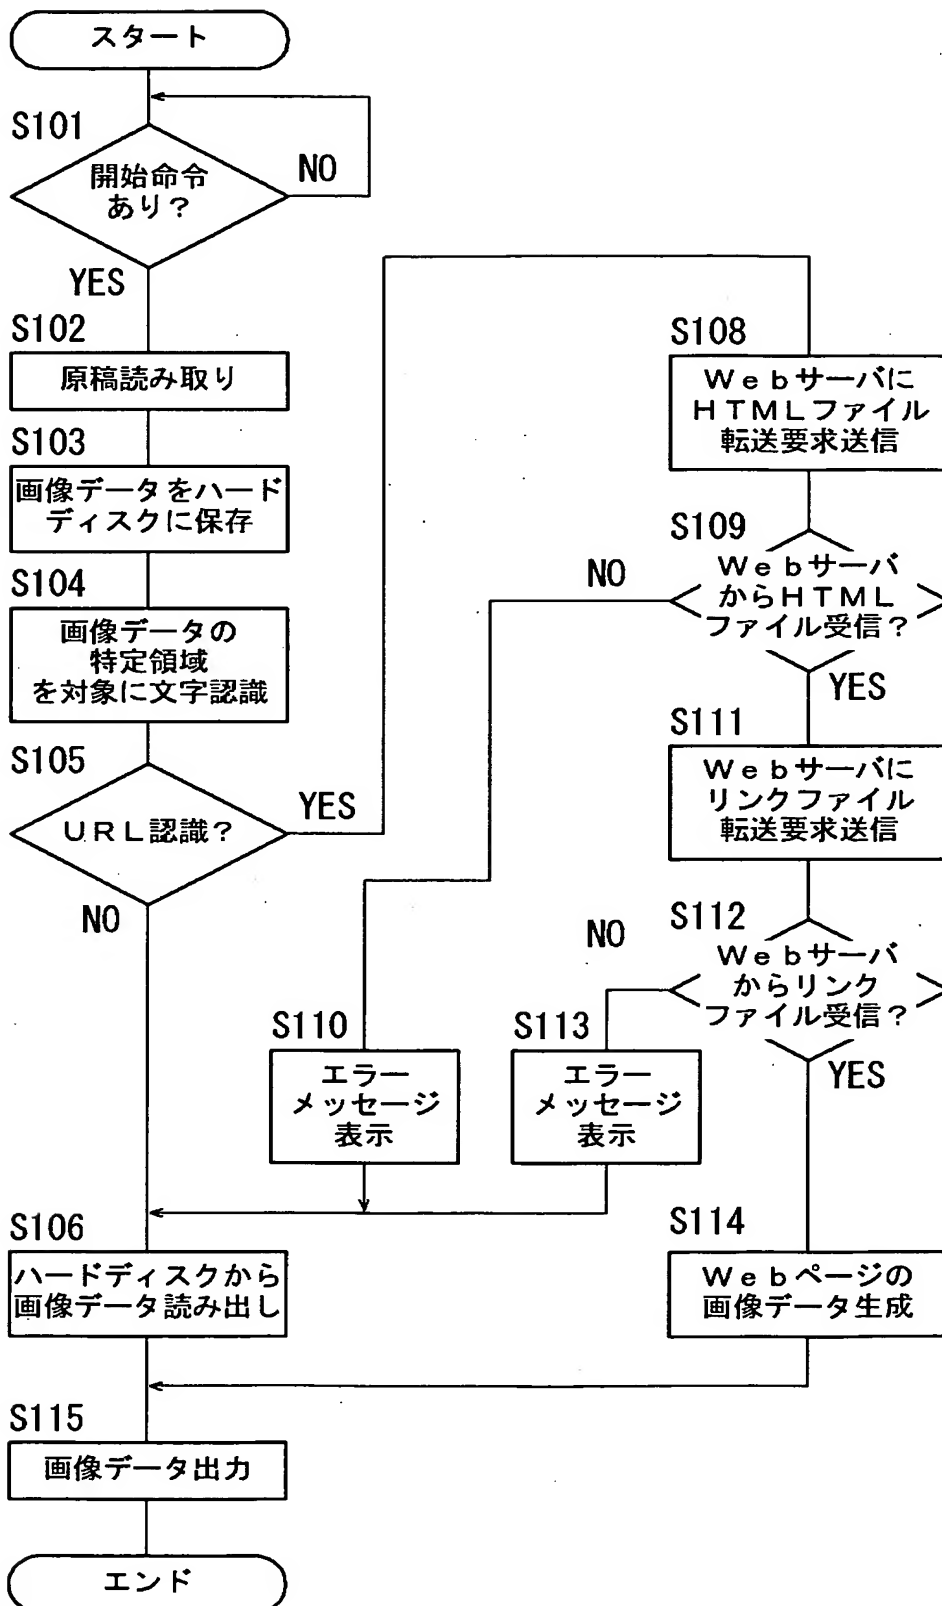 スタート
S101
開始命令
あり?
NO
YES
S102
原稿読み取り
S103
画像データをハード
ディスクに保存
S104
画像データの
特定領域
を対象に文字認識
S105
URL認識?
YES
NO
S108
Webサーバに
HTMLファイル
転送要求送信
S109
Webサーバ
からHTML
ファイル受信?
NO
YES
S111
Webサーバに
リンクファイル
転送要求送信
S112
Webサーバ
からリンク
ファイル受信?
NO
YES
S110
エラー
メッセージ
表示
S113
エラー
メッセージ
表示
S106
ハードディスクから
画像データ読み出し
S114
Webページの
画像データ生成
S115
画像データ出力
エンド